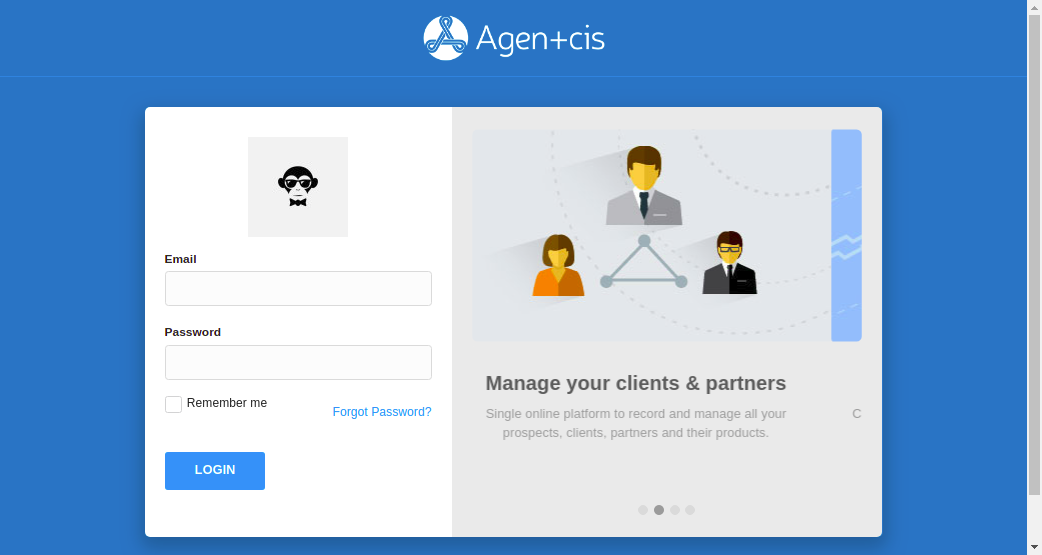 Agen+cis
Email
Password
Remember me
Forgot Password?
LOGIN
Manage your clients & partners
Single online platform to record and manage all your
prospects, clients, partners and their products.
C